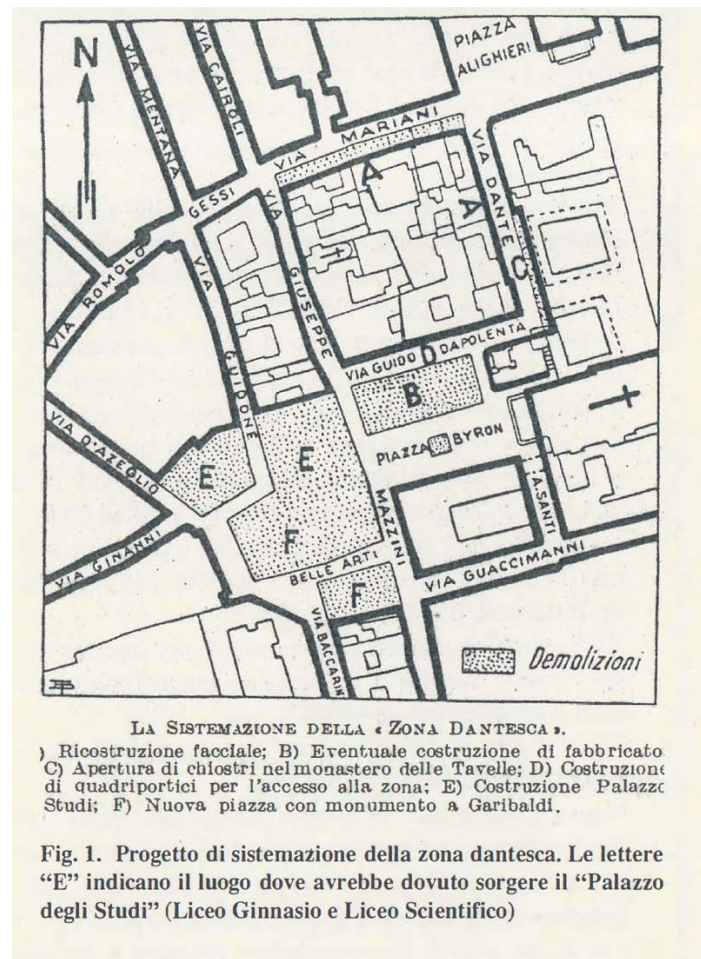 N
VIA MENTANA
VIA CAIROLI
PIAZZA
ALIGHIERI
VIA MARIANI
VIA ROMOLO GESSI
VIA GIUSEPPE MAZZINI
VIA GUIDONE
VIA DANTE
A
A
C
VIA GUIDO DAPOLENTA
D
B
PIAZZA BYRON
E
E
F
F
VIA D'AZEGLIO
VIA GINANNI
BELLE ARTI
VIA BACCARIN
A. SANTI
VIA GUACCIMANNI
Demolizioni
LA SISTEMAZIONE DELLA « ZONA DANTESCA ».
) Ricostruzione facciale; B) Eventuale costruzione di fabbricato
C) Apertura di chiostri nel monastero delle Tavelle; D) Costruzione
di quadriportici per l'accesso alla zona; E) Costruzione Palazzo
Studi; F) Nuova piazza con monumento a Garibaldi.
Fig. 1. Progetto di sistemazione della zona dantesca. Le lettere
“E” indicano il luogo dove avrebbe dovuto sorgere il “Palazzo
degli Studi” (Liceo Ginnasio e Liceo Scientifico)